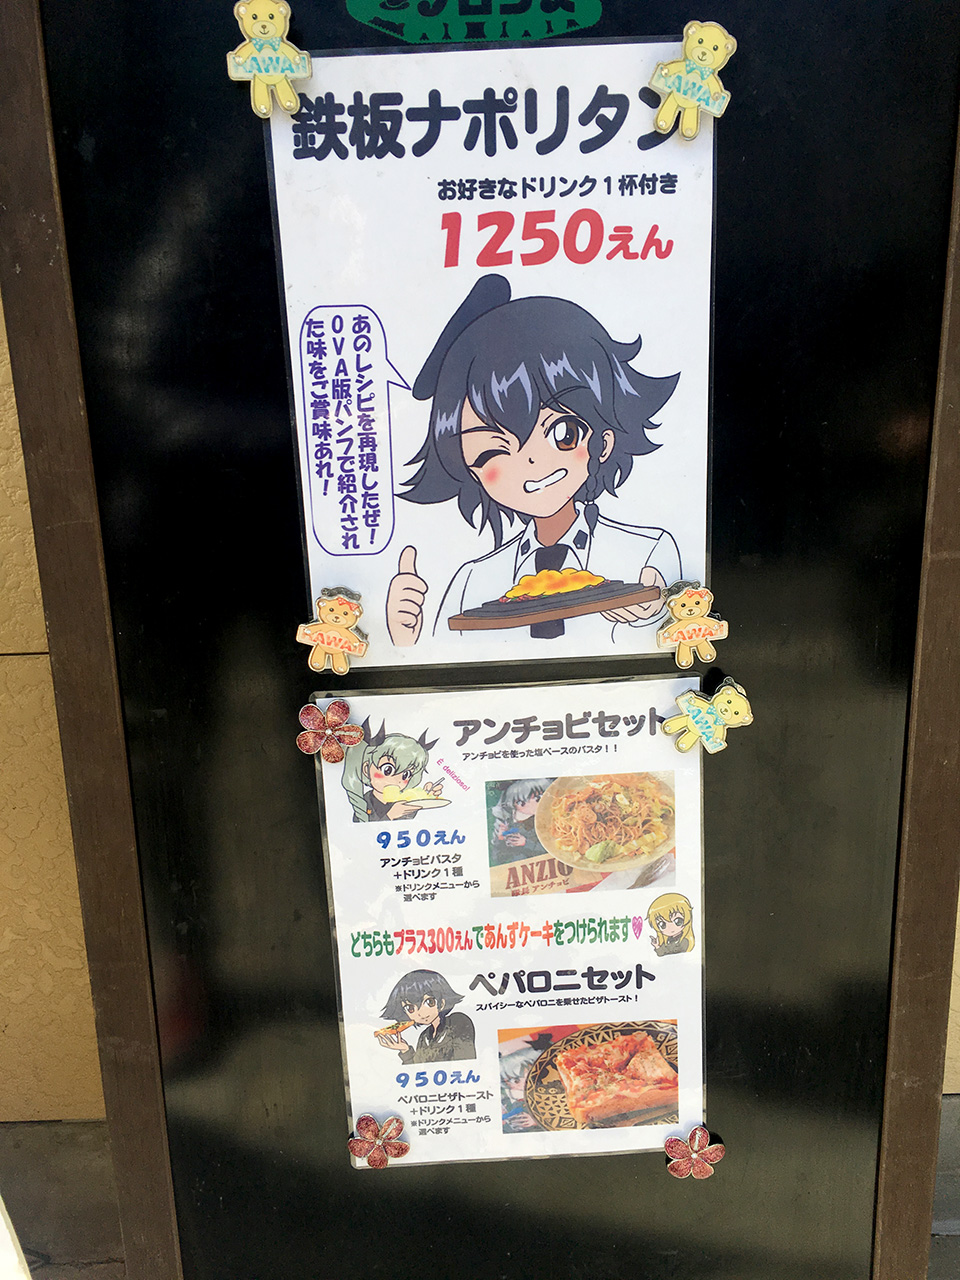 鉄板ナポリタン
お好きなドリンク1杯付き
1250えん
あのレシピを再現したぜ!
OVA版パンフで紹介され
た味をご賞味あれ!
KAWAII
KAWAII
KAWAII
KAWAII
アンチョビセット
KAWAII
アンチョビを使った塩ベースのパスタ!!
È delizioso!
950えん
アンチョビパスタ
+ドリンク1種
※ドリンクメニューから
選べます
ANZIO
隊長 アンチョビ
どちらもプラス300えんであんずケーキをつけられます
ペパロニセット
スパイシーなペパロニを乗せたピザトースト!
950えん
ペパロニピザトースト
+ドリンク1種
※ドリンクメニューから
選べます